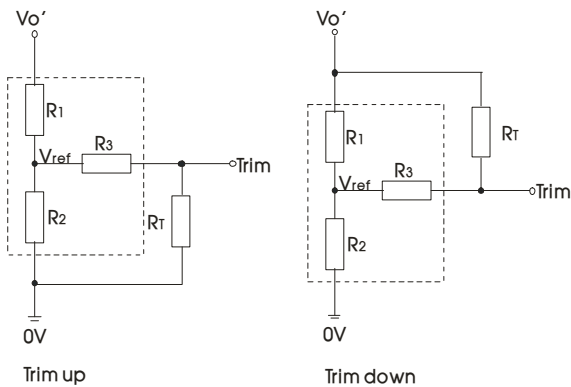 Vo'
R1
R3
Vref
Trim
R2
RT
0V
Trim up
Vo'
R1
RT
R3
Vref
Trim
R2
0V
Trim down